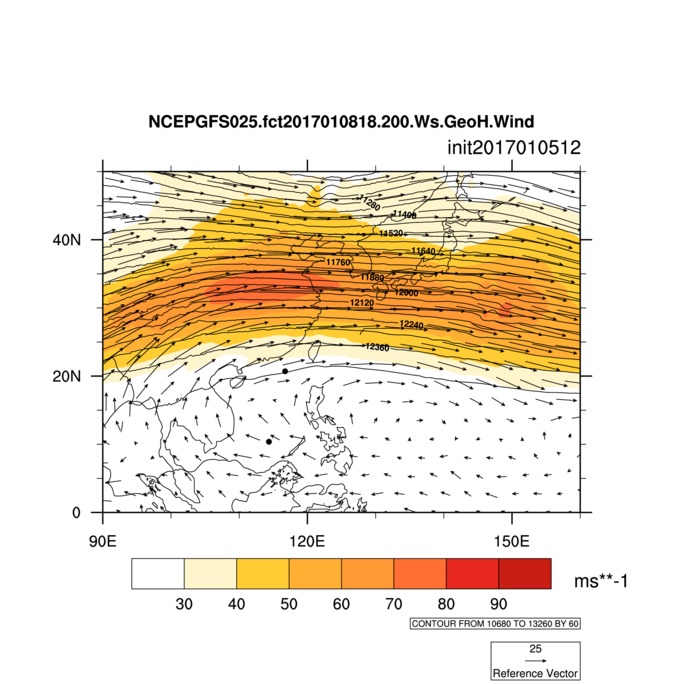 NCEPGFS025.fct2017010818.200.Ws.GeoH.Wind
init2017010512
11280
11400
11520
40N
11640
11760
11880
12000
12120
12240
12360
20N
0
90E 120E 150E
ms**-1
30 40 50 60 70 80 90
CONTOUR FROM 10680 TO 13260 BY 60
25
Reference Vector